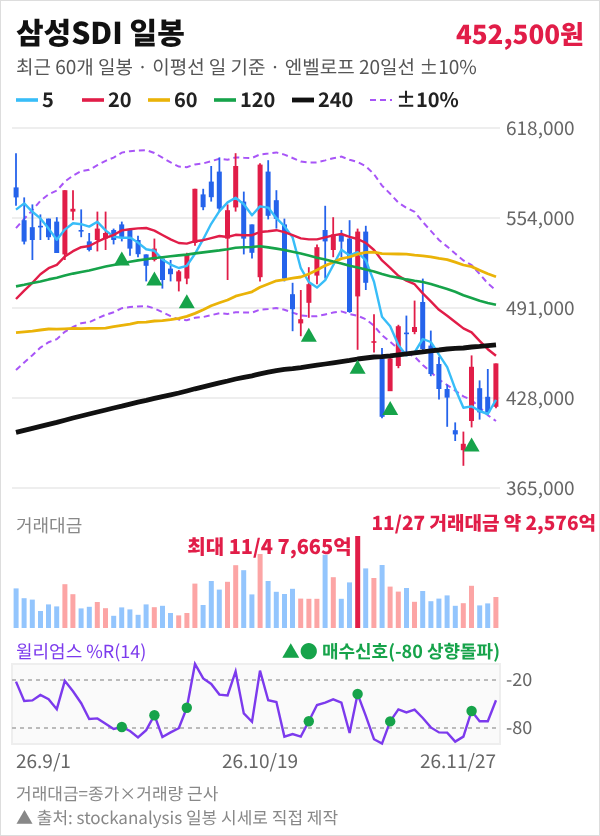 삼성SDI 일봉 452,500원
최근 60개 일봉 · 이평선 일 기준 · 엔벨로프 20일선 ±10%
5 20 60 120 240 ±10%
618,000
554,000
491,000
428,000
365,000
거래대금
11/27 거래대금 약 2,576억
최대 11/4 7,665억
윌리엄스 %R(14) ▲● 매수신호(-80 상향돌파)
-20
-80
26.9/1 26.10/19 26.11/27
거래대금=종가×거래량 근사
▲ 출처: stockanalysis 일봉 시세로 직접 제작